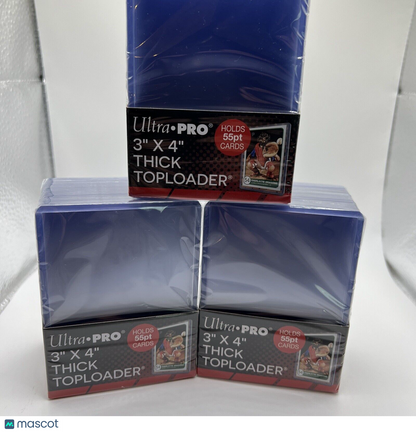 Ultra•PRO®
HOLDS
55pt
CARDS
3" X 4"
THICK
TOPLOADER®
Ultra•PRO®
HOLDS
55pt
CARDS
3" X 4"
THICK
TOPLOADER®
Ultra•PRO®
HOLDS
55pt
CARDS
3" X 4"
THICK
TOPLOADER®
mascot